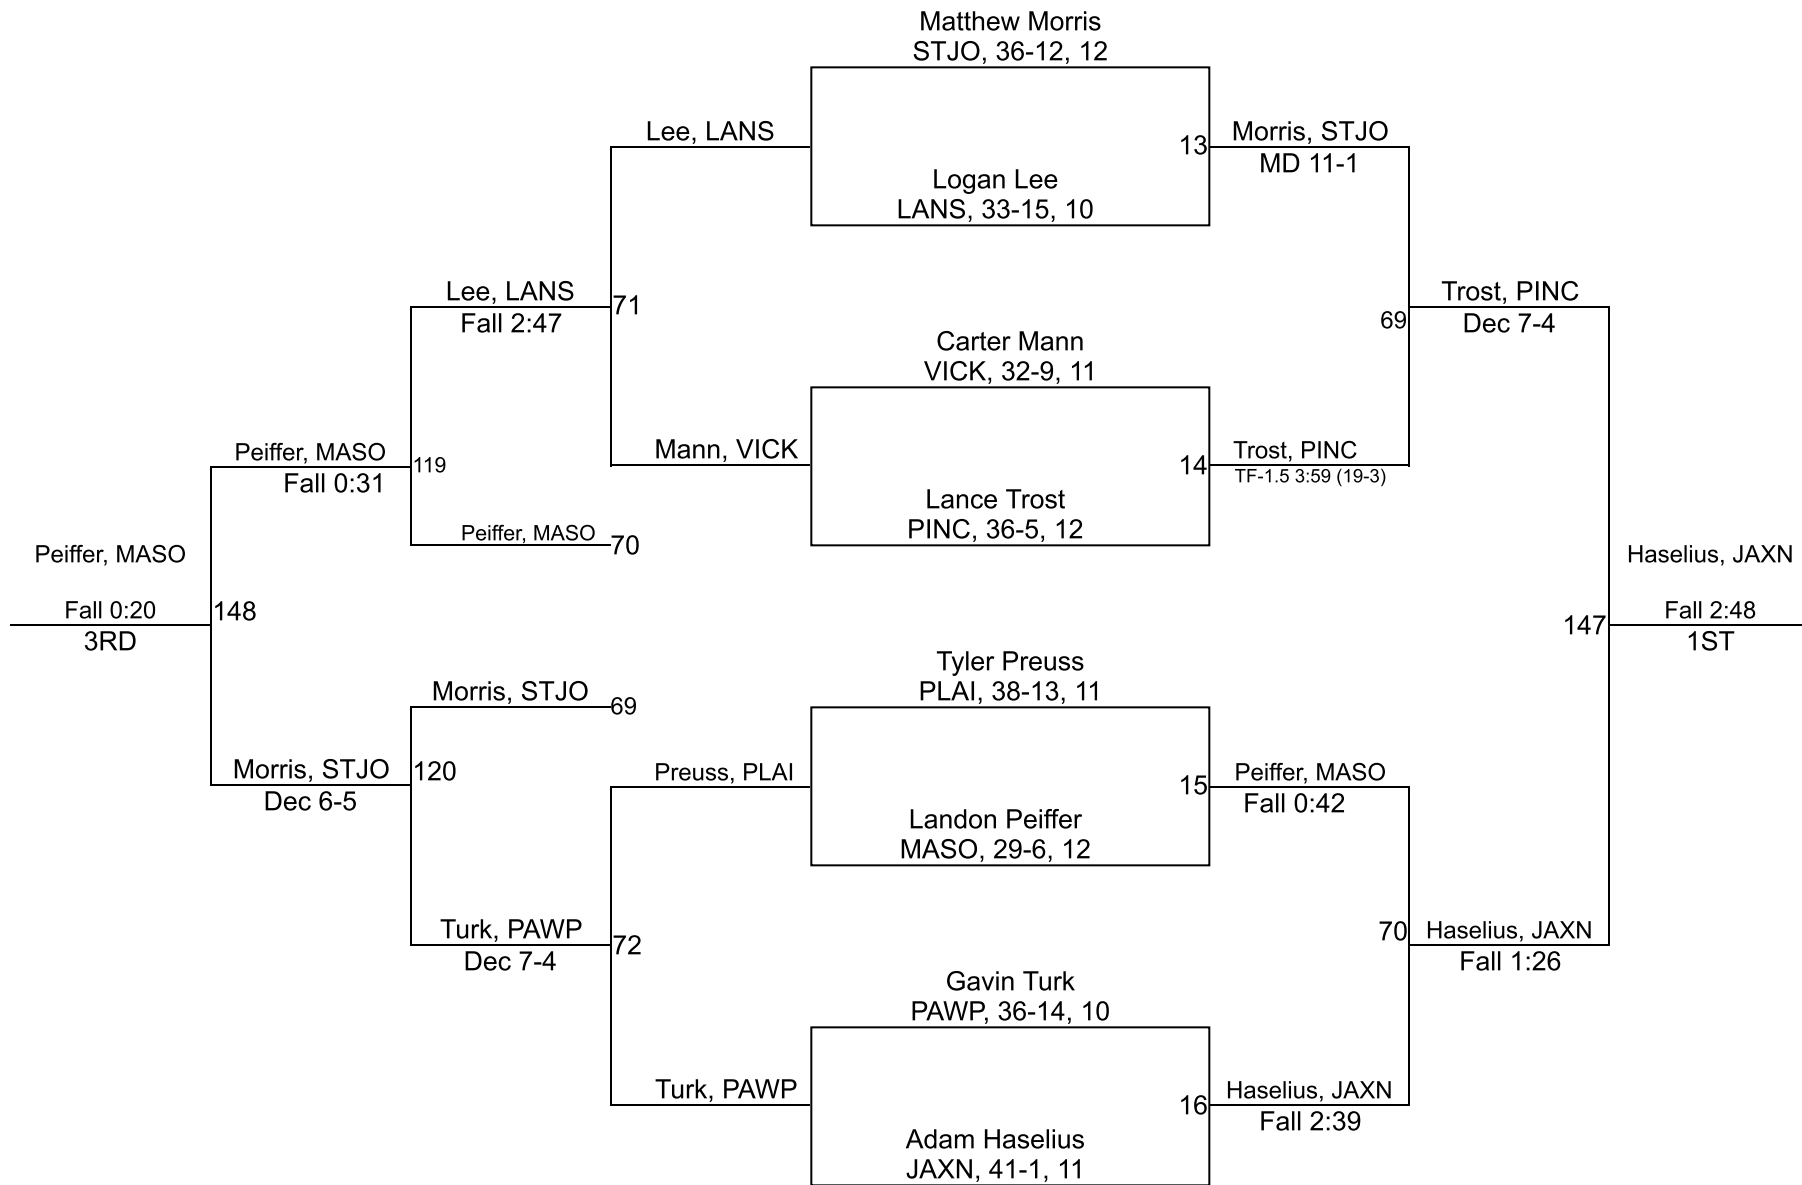 Matthew Morris
STJO, 36-12, 12
Lee, LANS
13
Morris, STJO
MD 11-1
Logan Lee
LANS, 33-15, 10
Lee, LANS
Fall 2:47
71
69
Trost, PINC
Dec 7-4
Carter Mann
VICK, 32-9, 11
Peiffer, MASO
Fall 0:31
119
Mann, VICK
14
Trost, PINC
TF-1.5 3:59 (19-3)
Lance Trost
PINC, 36-5, 12
Peiffer, MASO
70
Peiffer, MASO
Fall 0:20
3RD
148
147
Haselius, JAXN
Fall 2:48
1ST
Tyler Preuss
PLAI, 38-13, 11
Morris, STJO
69
Morris, STJO
Dec 6-5
120
Preuss, PLAI
15
Peiffer, MASO
Fall 0:42
Landon Peiffer
MASO, 29-6, 12
Turk, PAWP
Dec 7-4
72
70
Haselius, JAXN
Fall 1:26
Gavin Turk
PAWP, 36-14, 10
Turk, PAWP
16
Haselius, JAXN
Fall 2:39
Adam Haselius
JAXN, 41-1, 11